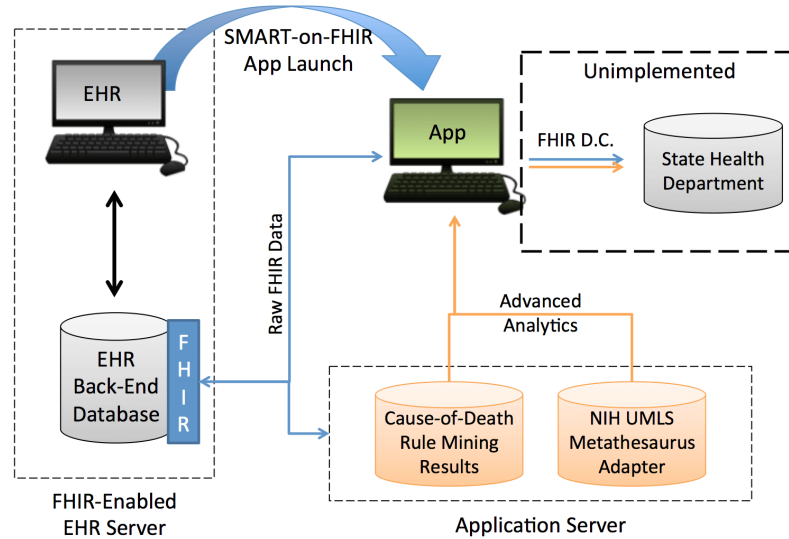 SMART-on-FHIR
App Launch
Unimplemented
EHR
App
FHIR D.C.
State Health
Department
Raw FHIR Data
EHR
Back-End
Database
FHIR
Advanced
Analytics
Cause-of-Death
Rule Mining
Results
NIH UMLS
Metathesaurus
Adapter
FHIR-Enabled
EHR Server
Application Server